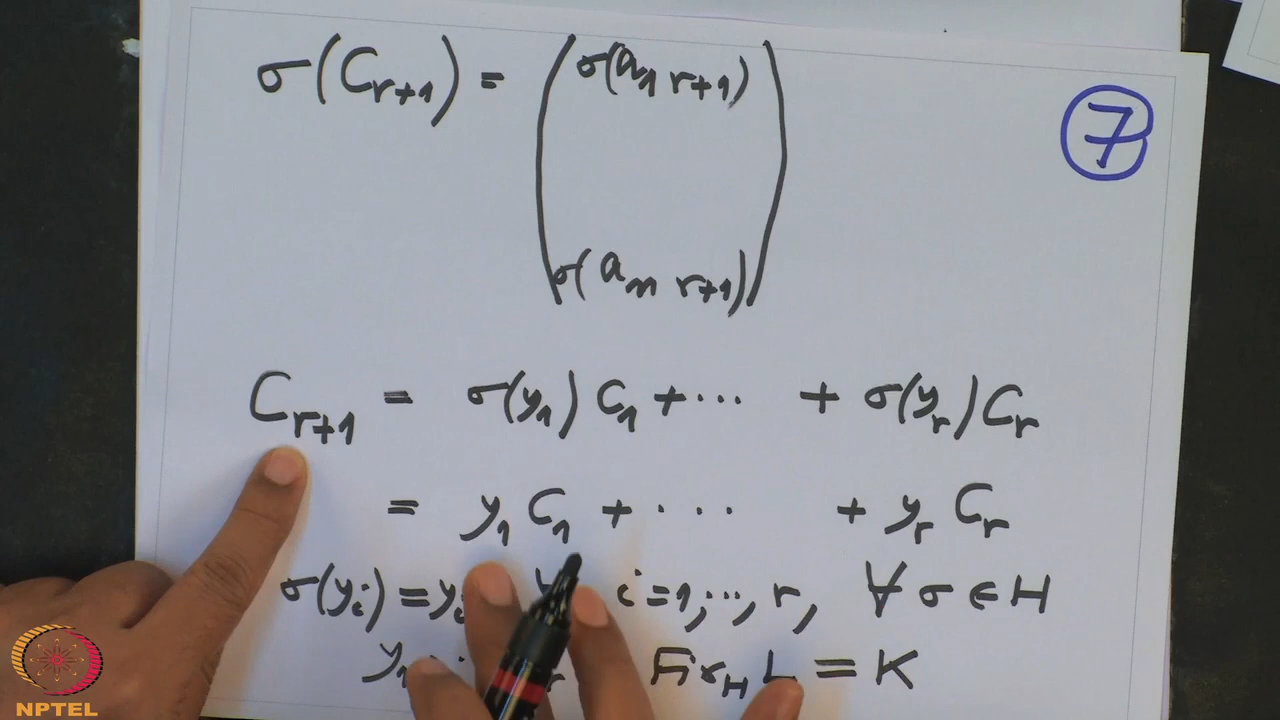 σ(C_{r+1}) = ( σ(a_{1 r+1})
σ(a_{n r+1}) )
7
C_{r+1} = σ(y_1) C_1 + ... + σ(y_r) C_r
= y_1 C_1 + ... + y_r C_r
σ(y_i) = y_i i=1,...,r, ∀ σ ∈ H
y_1 r Fix_H L = K
NPTEL